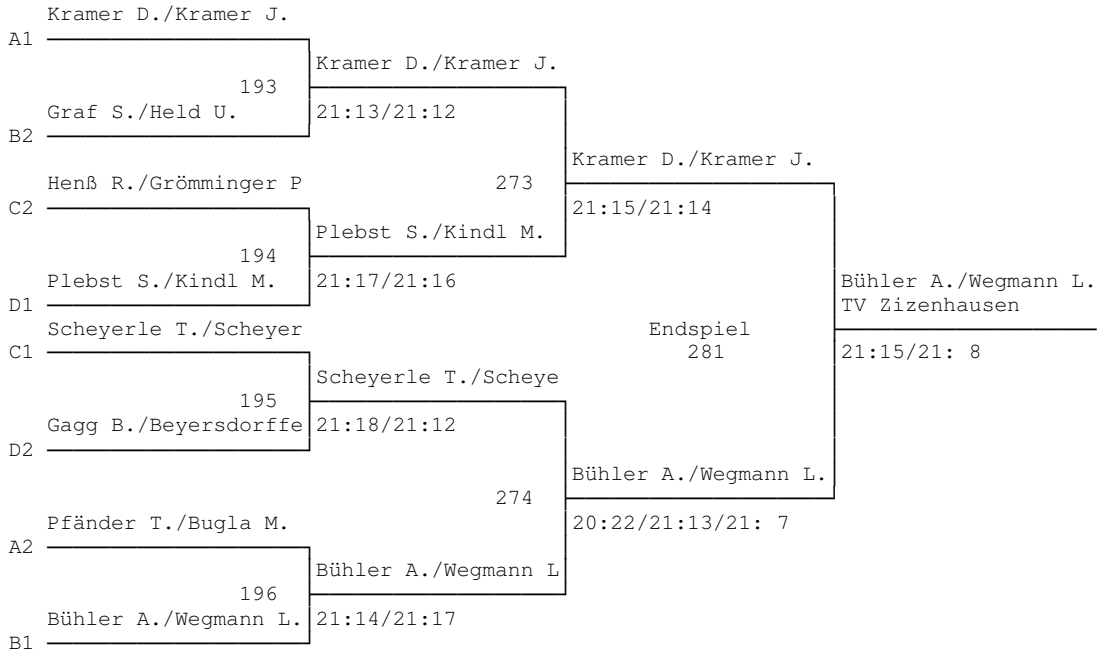 Kramer D./Kramer J.
A1
Kramer D./Kramer J.
193
Graf S./Held U.
21:13/21:12
B2
Kramer D./Kramer J.
Henß R./Grömminger P
273
C2
21:15/21:14
Plebst S./Kindl M.
194
Plebst S./Kindl M.
21:17/21:16
Bühler A./Wegmann L.
D1
TV Zizenhausen
Scheyerle T./Scheyer
Endspiel
C1
281
21:15/21: 8
Scheyerle T./Scheye
195
Gagg B./Beyersdorffe
21:18/21:12
D2
Bühler A./Wegmann L.
274
Pfänder T./Bugla M.
20:22/21:13/21: 7
A2
Bühler A./Wegmann L
196
Bühler A./Wegmann L.
21:14/21:17
B1